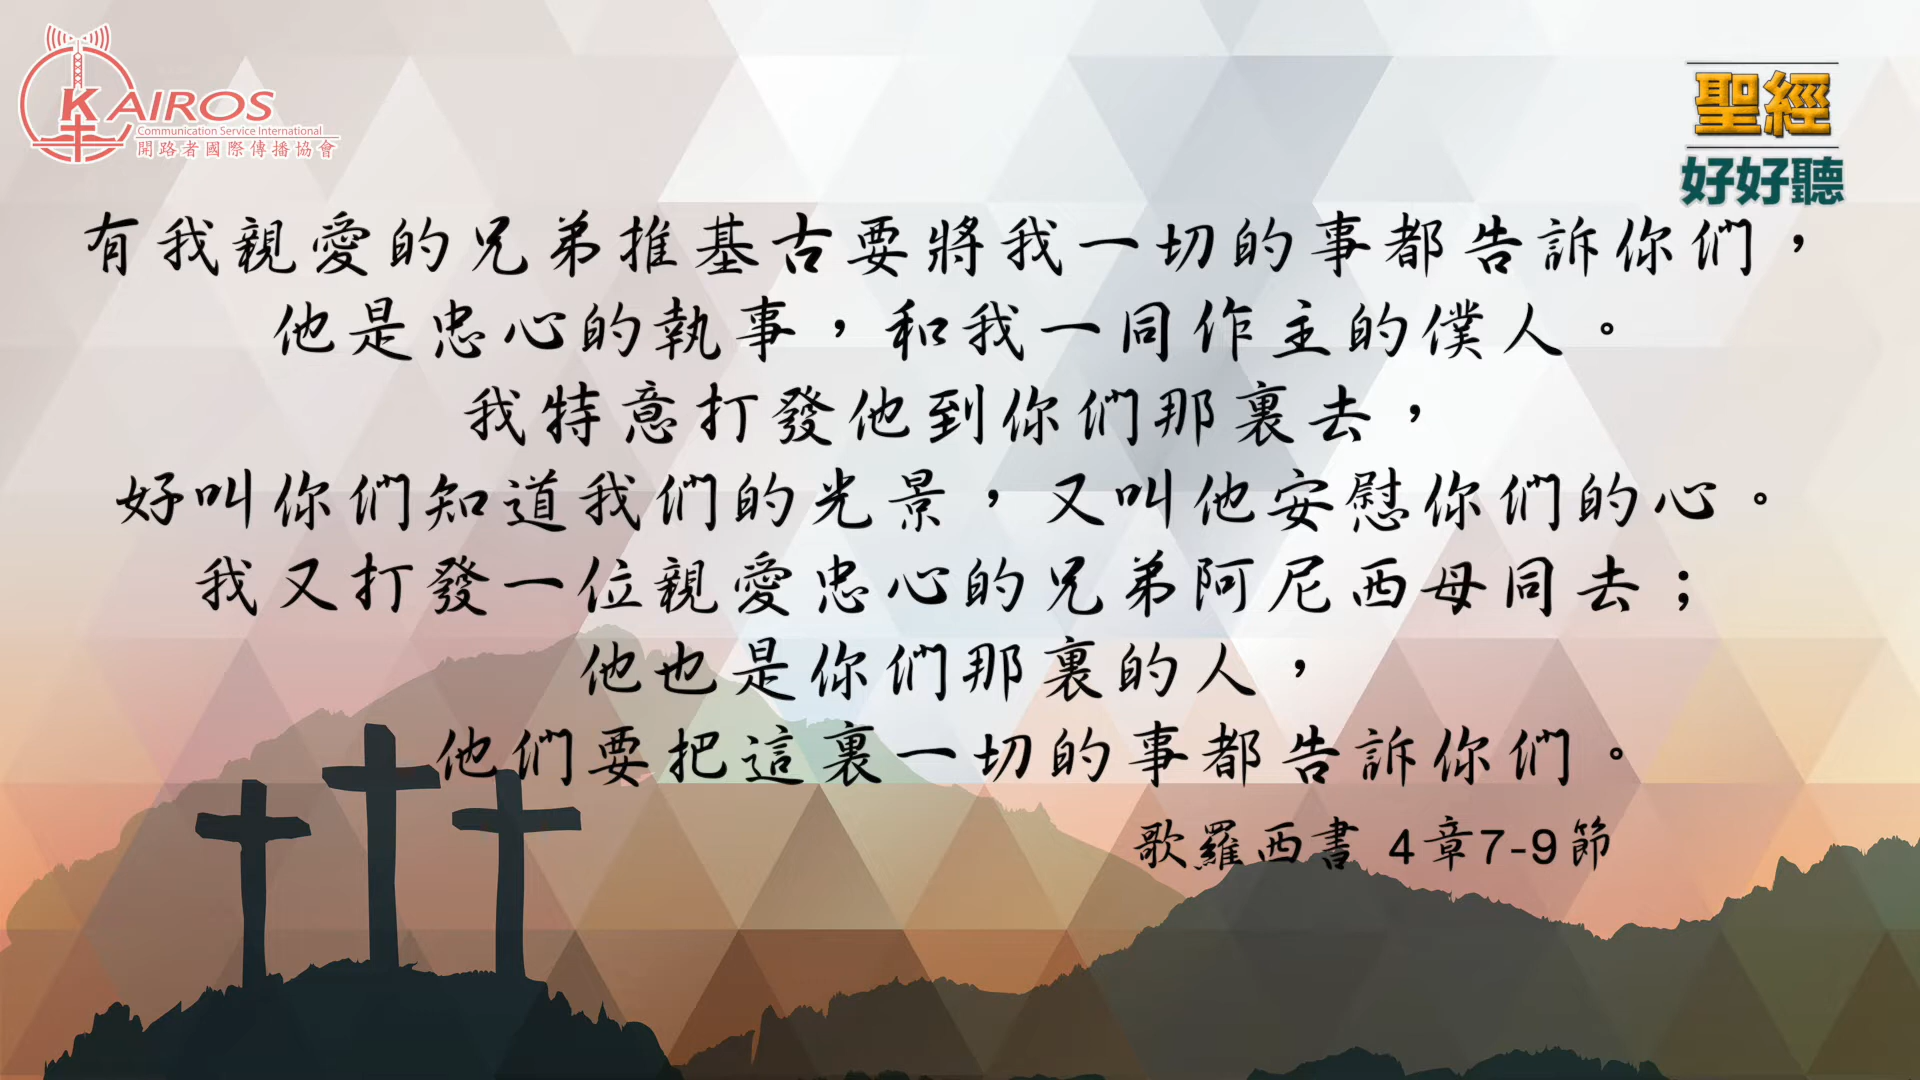 KAIROS
Communication Service International
開路者國際傳播協會
聖經
好好聽
有我親愛的兄弟推基古要將我一切的事都告訴你們，
他是忠心的執事，和我一同作主的僕人。
我特意打發他到你們那裏去，
好叫你們知道我們的光景，又叫他安慰你們的心。
我又打發一位親愛忠心的兄弟阿尼西母同去；
他也是你們那裏的人，
他們要把這裏一切的事都告訴你們。
歌羅西書 4章7-9節